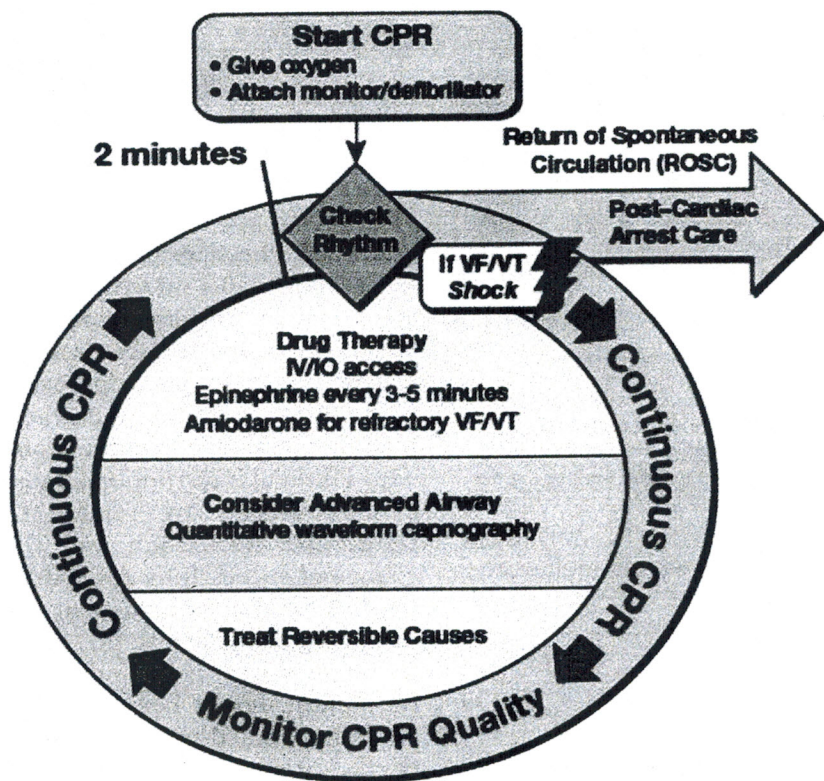 Start CPR
• Give oxygen
• Attach monitor/defibrillator
2 minutes
Return of Spontaneous
Circulation (ROSC)
Check
Rhythm
Post–Cardiac
Arrest Care
If VF/VT
Shock
Drug Therapy
IV/IO access
Epinephrine every 3-5 minutes
Amiodarone for refractory VF/VT
Consider Advanced Airway
Quantitative waveform capnography
Treat Reversible Causes
Continuous CPR
Continuous CPR
Monitor CPR Quality